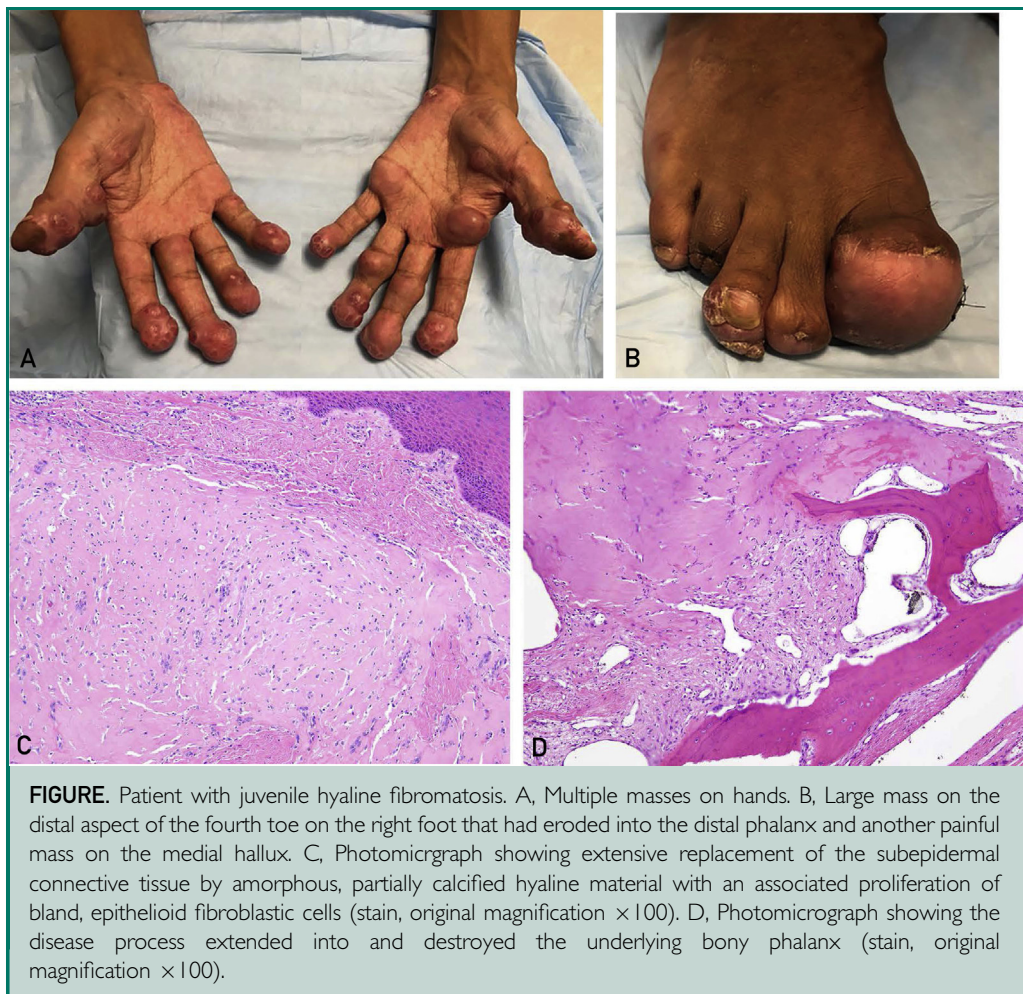 A
B
C
D
FIGURE. Patient with juvenile hyaline fibromatosis. A, Multiple masses on hands. B, Large mass on the
distal aspect of the fourth toe on the right foot that had eroded into the distal phalanx and another painful
mass on the medial hallux. C, Photomicrgraph showing extensive replacement of the subepidermal
connective tissue by amorphous, partially calcified hyaline material with an associated proliferation of
bland, epithelioid fibroblastic cells (stain, original magnification ×100). D, Photomicrograph showing the
disease process extended into and destroyed the underlying bony phalanx (stain, original
magnification ×100).